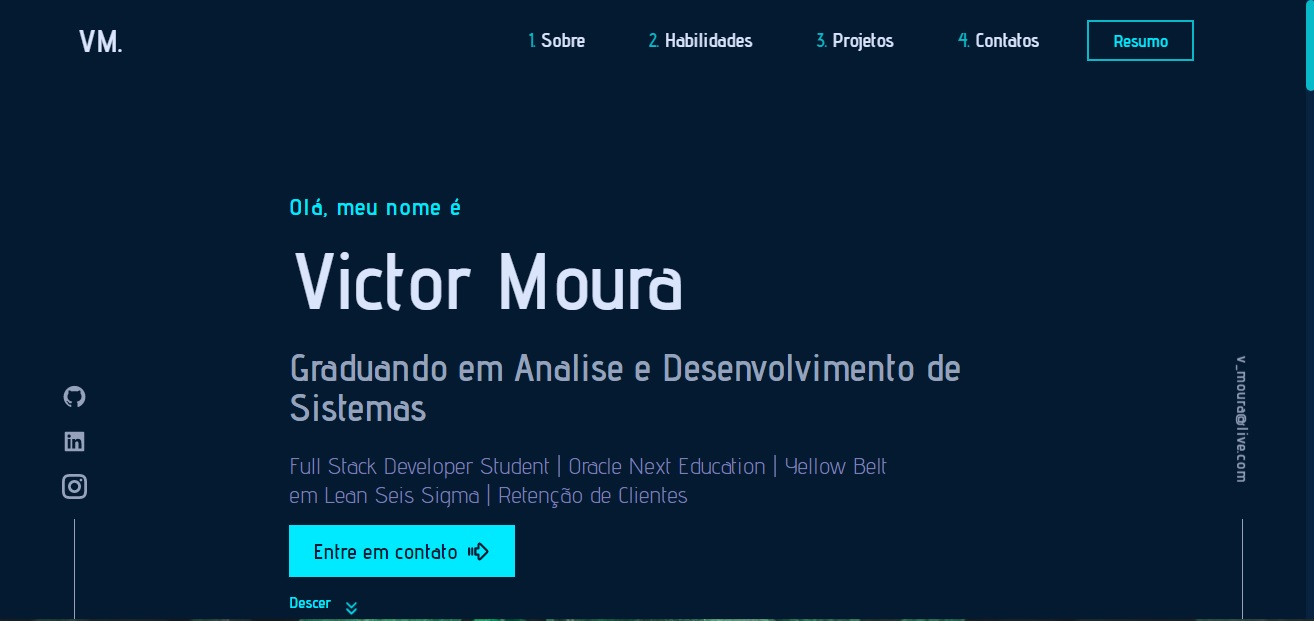 VM.
1. Sobre
2. Habilidades
3. Projetos
4. Contatos
Resumo
Olá, meu nome é
Victor Moura
Graduando em Analise e Desenvolvimento de
Sistemas
Full Stack Developer Student | Oracle Next Education | Yellow Belt
em Lean Seis Sigma | Retenção de Clientes
Entre em contato
Descer
v_moura@live.com